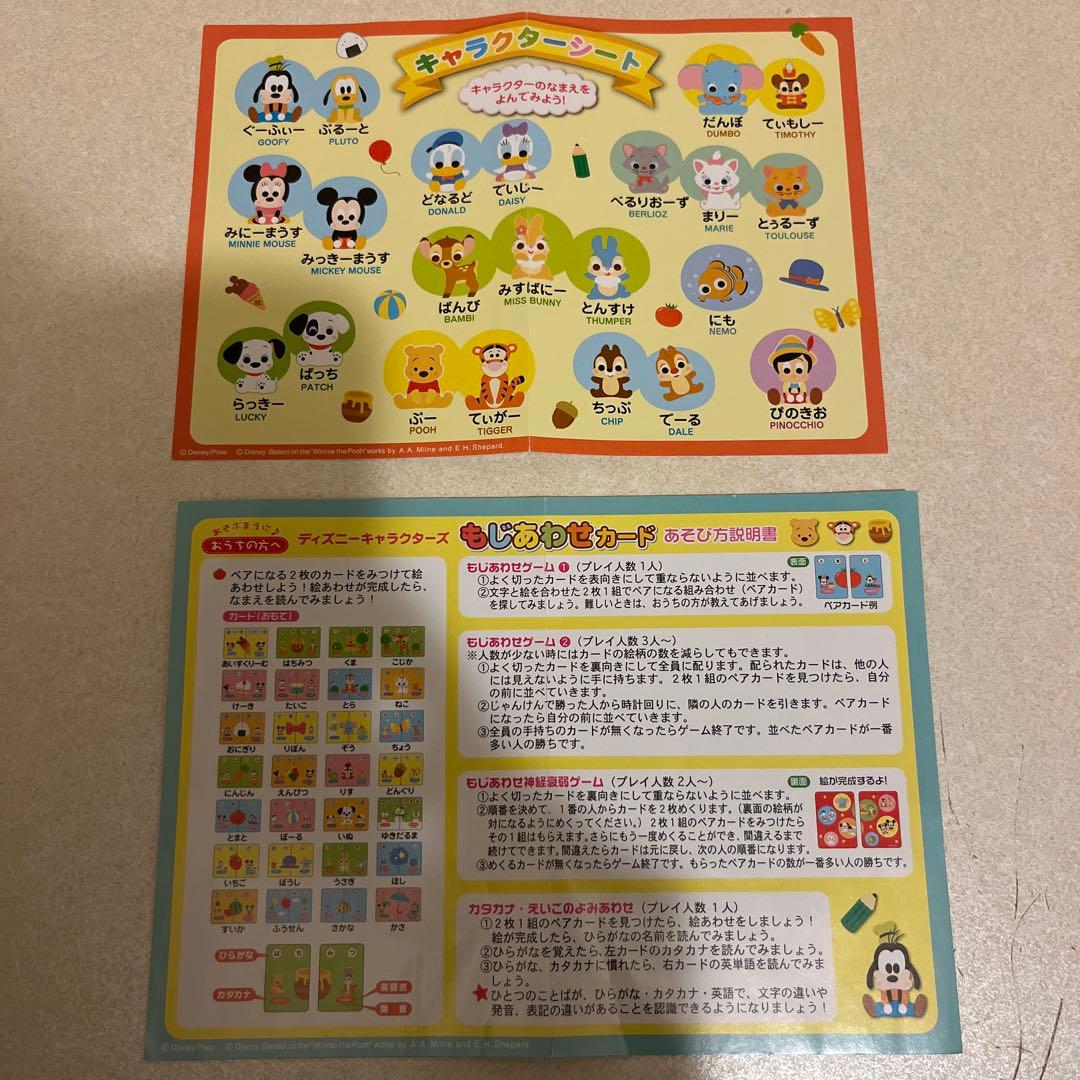 キャラクターシート
キャラクターのなまえを
よんでみよう!
ぐーふぃー
GOOFY
ぷるーと
PLUTO
だんぼ
DUMBO
てぃもしー
TIMOTHY
どなるど
DONALD
でいじー
DAISY
べるりおーず
BERLIOZ
まりー
MARIE
とぅるーず
TOULOUSE
みにーまうす
MINNIE MOUSE
みっきーまうす
MICKEY MOUSE
ばんび
BAMBI
みすばにー
MISS BUNNY
とんすけ
THUMPER
にも
NEMO
らっきー
LUCKY
ぱっち
PATCH
ぷー
POOH
てぃがー
TIGGER
ちっぷ
CHIP
でーる
DALE
ぴのきお
PINOCCHIO
© Disney/Pixar © Disney. Based on the "Winnie the Pooh" works by A.A. Milne and E.H. Shepard.
あそぶまえに♪
おうちの方へ
ディズニーキャラクターズ もじあわせカード あそび方説明書
ペアになる2枚のカードをみつけて絵
あわせしよう!絵あわせが完成したら、
なまえを読んでみましょう!
カード(おもて)
あいすくりーむ はちみつ くま こじか
けーき たいこ とら ねこ
おにぎり りぼん ぞう ちょう
にんじん えんぴつ りす どんぐり
とまと ぼーる いぬ ゆきだるま
いちご ぼうし うさぎ ほし
すいか ふうせん さかな かさ
ひらがな
は ち み つ
カタカナ
英語名
発音
もじあわせゲーム① (プレイ人数1人)
①よく切ったカードを表向きにして重ならないように並べます。
②文字と絵を合わせた2枚1組でペアになる組み合わせ(ペアカード)
を探してみましょう。難しいときは、おうちの方が教えてあげましょう。
表面
ペアカード例
もじあわせゲーム② (プレイ人数3人~)
※人数が少ない時にはカードの絵柄の数を減らしてもできます。
①よく切ったカードを裏向きにして全員に配ります。配られたカードは、他の人
には見えないように手に持ちます。2枚1組のペアカードを見つけたら、自分
の前に並べていきます。
②じゃんけんで勝った人から時計回りに、隣の人のカードを引きます。ペアカード
になったら自分の前に並べていきます。
③全員の手持ちのカードが無くなったらゲーム終了です。並べたペアカードが一番
多い人の勝ちです。
もじあわせ神経衰弱ゲーム (プレイ人数2人~)
①よく切ったカードを裏向きにして重ならないように並べます。
②順番を決めて、1番の人からカードを2枚めくります。(裏面の絵柄が
対になるようにめくってください。)2枚1組のペアカードをみつけたら
その1組はもらえます。さらにもう一度めくることができ、間違えるまで
続けてできます。間違えたらカードは元に戻し、次の人の順番になります。
③めくるカードが無くなったらゲーム終了です。もらったペアカードの数が一番多い人の勝ちです。
裏面
絵が完成するよ!
カタカナ・えいごのよみあわせ (プレイ人数1人)
①2枚1組のペアカードを見つけたら、絵あわせをしましょう!
絵が完成したら、ひらがなの名前を読んでみましょう。
②ひらがなを覚えたら、左カードのカタカナを読んでみましょう。
③ひらがな、カタカナに慣れたら、右カードの英単語を読んでみま
しょう。
★ひとつのことばが、ひらがな・カタカナ・英語で、文字の違いや
発音、表記の違いがあることを認識できるようになりましょう。
© Disney/Pixar © Disney. Based on the "Winnie the Pooh" works by A.A. Milne and E.H. Shepard.